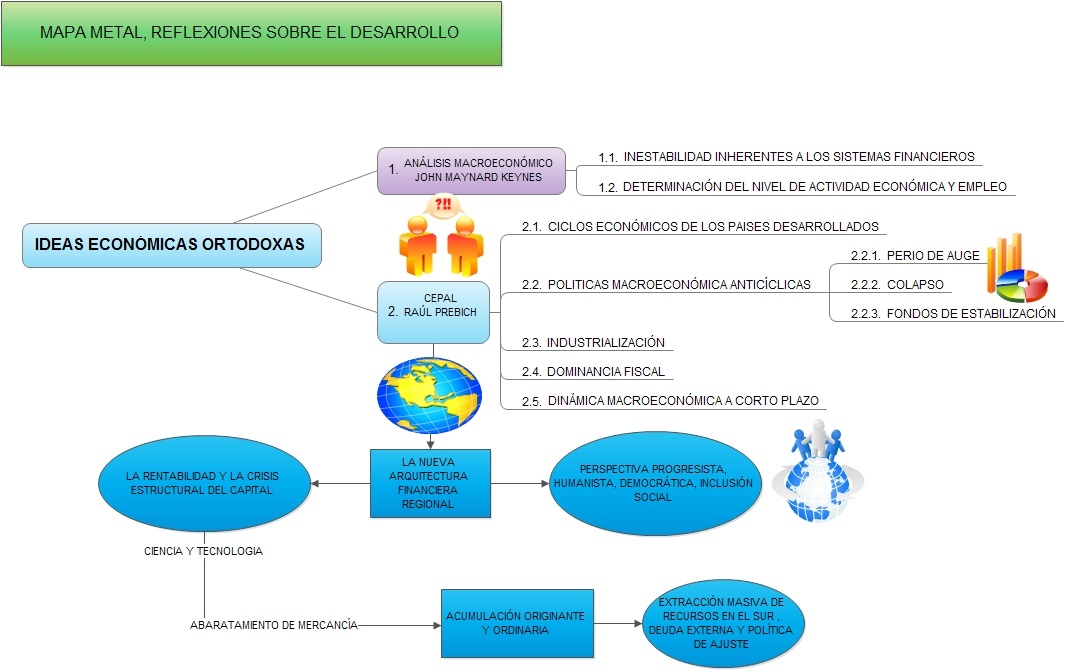 MAPA METAL, REFLEXIONES SOBRE EL DESARROLLO
IDEAS ECONÓMICAS ORTODOXAS
1. ANÁLISIS MACROECONÓMICO
JOHN MAYNARD KEYNES
1.1. INESTABILIDAD INHERENTES A LOS SISTEMAS FINANCIEROS
1.2. DETERMINACIÓN DEL NIVEL DE ACTIVIDAD ECONÓMICA Y EMPLEO
?!!
2. CEPAL
RAÚL PREBICH
2.1. CICLOS ECONÓMICOS DE LOS PAISES DESARROLLADOS
2.2. POLITICAS MACROECONÓMICA ANTICÍCLICAS
2.2.1. PERIO DE AUGE
2.2.2. COLAPSO
2.2.3. FONDOS DE ESTABILIZACIÓN
2.3. INDUSTRIALIZACIÓN
2.4. DOMINANCIA FISCAL
2.5. DINÁMICA MACROECONÓMICA A CORTO PLAZO
LA RENTABILIDAD Y LA CRISIS
ESTRUCTURAL DEL CAPITAL
LA NUEVA
ARQUITECTURA
FINANCIERA
REGIONAL
PERSPECTIVA PROGRESISTA,
HUMANISTA, DEMOCRÁTICA, INCLUSIÓN
SOCIAL
CIENCIA Y TECNOLOGIA
ABARATAMIENTO DE MERCANCÍA
ACUMULACIÓN ORIGINANTE
Y ORDINARIA
EXTRACCIÓN MASIVA DE
RECURSOS EN EL SUR ,
DEUDA EXTERNA Y POLÍTICA
DE AJUSTE